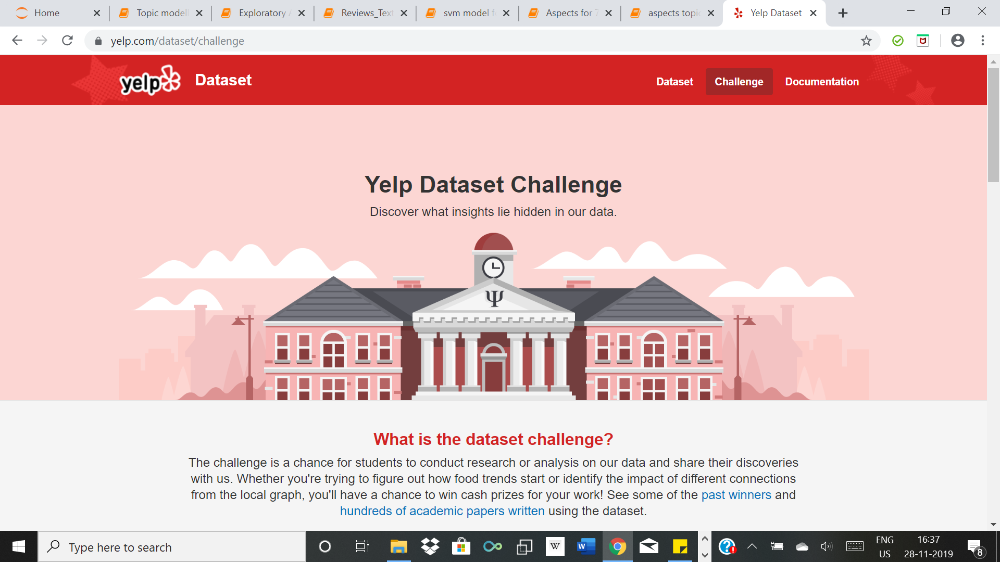 Home
Topic modell
Exploratory A
Reviews_Text
svm model f
Aspects for 7
aspects topic
Yelp Dataset
yelp.com/dataset/challenge
yelp
Dataset
Dataset
Challenge
Documentation
Yelp Dataset Challenge
Discover what insights lie hidden in our data.
Ψ
What is the dataset challenge?
The challenge is a chance for students to conduct research or analysis on our data and share their discoveries
with us. Whether you're trying to figure out how food trends start or identify the impact of different connections
from the local graph, you'll have a chance to win cash prizes for your work! See some of the past winners and
hundreds of academic papers written using the dataset.
Type here to search
W
W
ENG
US
16:37
28-11-2019
8